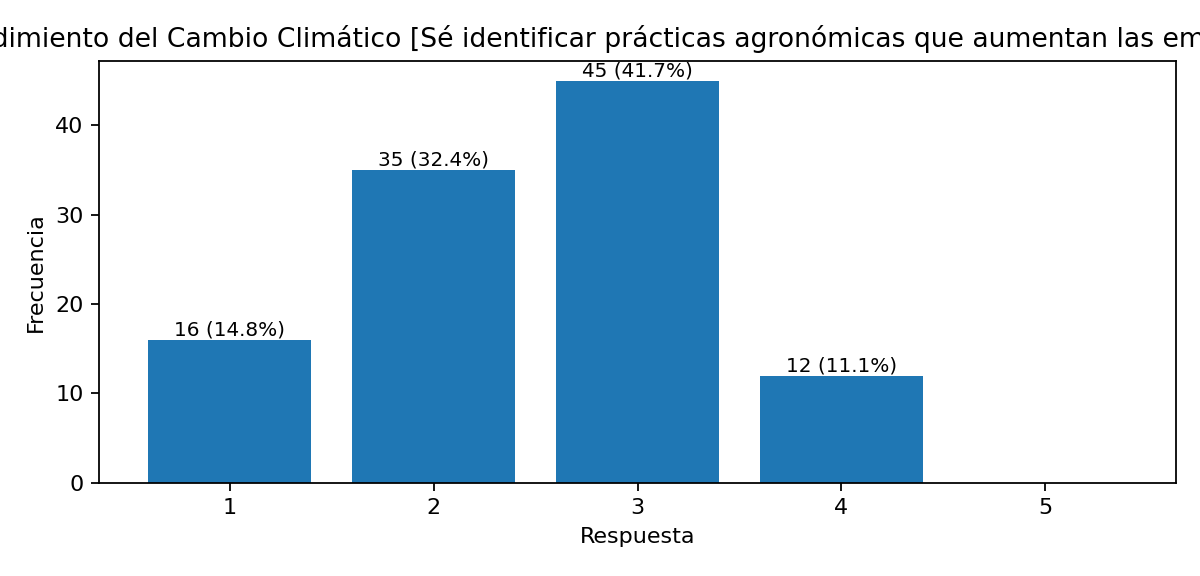 dimiento del Cambio Climático [Sé identificar prácticas agronómicas que aumentan las em
45 (41.7%)
40
35 (32.4%)
30
Frecuencia
20
16 (14.8%)
12 (11.1%)
10
0
1 2 3 4 5
Respuesta